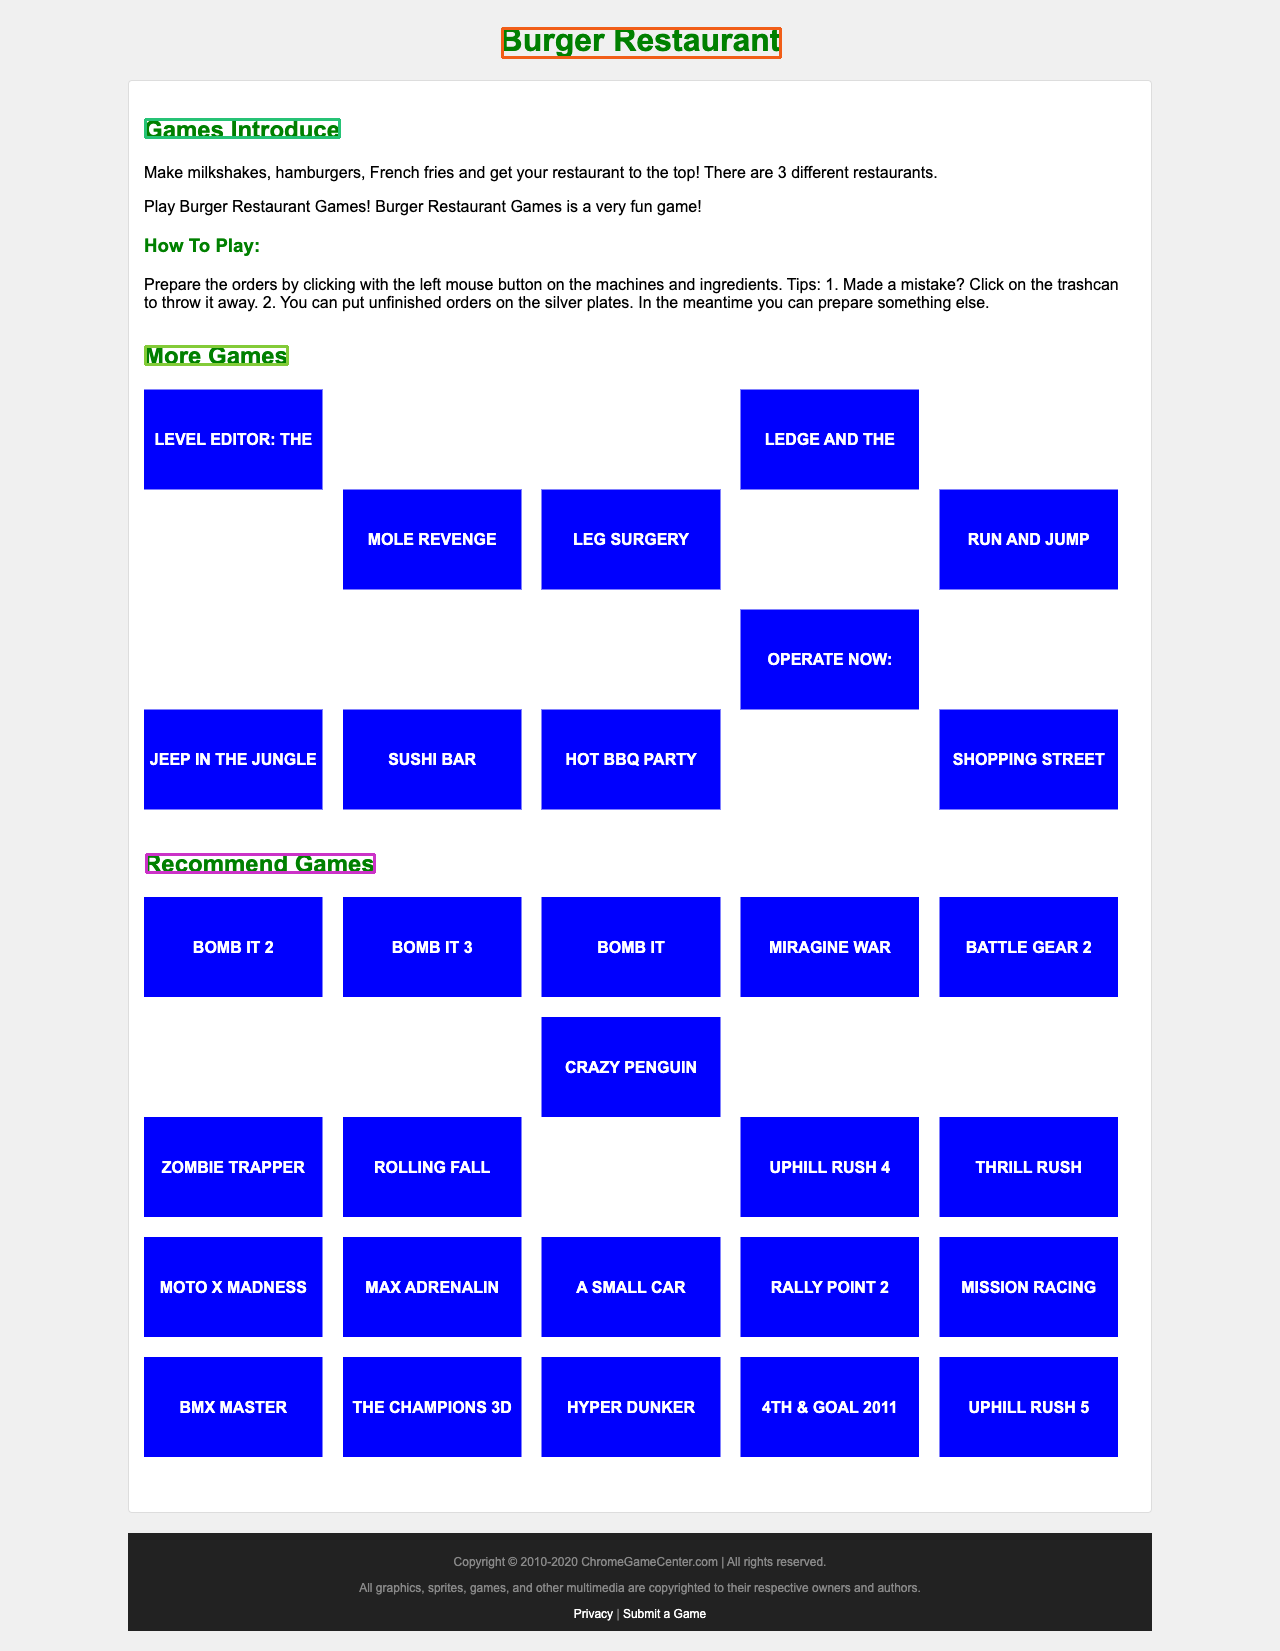 Burger Restaurant
Games Introduce
Make milkshakes, hamburgers, French fries and get your restaurant to the top! There are 3 different restaurants.
Play Burger Restaurant Games! Burger Restaurant Games is a very fun game!
How To Play:
Prepare the orders by clicking with the left mouse button on the machines and ingredients. Tips: 1. Made a mistake? Click on the trashcan
to throw it away. 2. You can put unfinished orders on the silver plates. In the meantime you can prepare something else.
More Games
LEVEL EDITOR: THE
LEDGE AND THE
MOLE REVENGE
LEG SURGERY
RUN AND JUMP
OPERATE NOW:
JEEP IN THE JUNGLE
SUSHI BAR
HOT BBQ PARTY
SHOPPING STREET
Recommend Games
BOMB IT 2
BOMB IT 3
BOMB IT
MIRAGINE WAR
BATTLE GEAR 2
CRAZY PENGUIN
ZOMBIE TRAPPER
ROLLING FALL
UPHILL RUSH 4
THRILL RUSH
MOTO X MADNESS
MAX ADRENALIN
A SMALL CAR
RALLY POINT 2
MISSION RACING
BMX MASTER
THE CHAMPIONS 3D
HYPER DUNKER
4TH & GOAL 2011
UPHILL RUSH 5
Copyright © 2010-2020 ChromeGameCenter.com | All rights reserved.
All graphics, sprites, games, and other multimedia are copyrighted to their respective owners and authors.
Privacy | Submit a Game